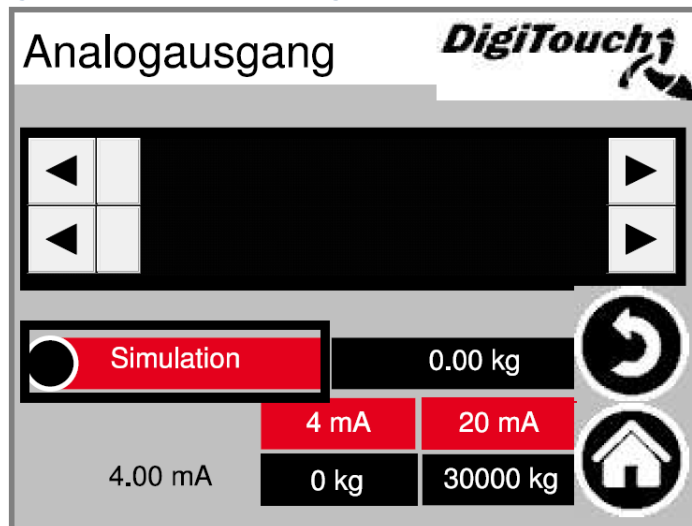 Analogausgang
DigiTouch
Simulation
0.00 kg
4 mA
20 mA
4.00 mA
0 kg
30000 kg